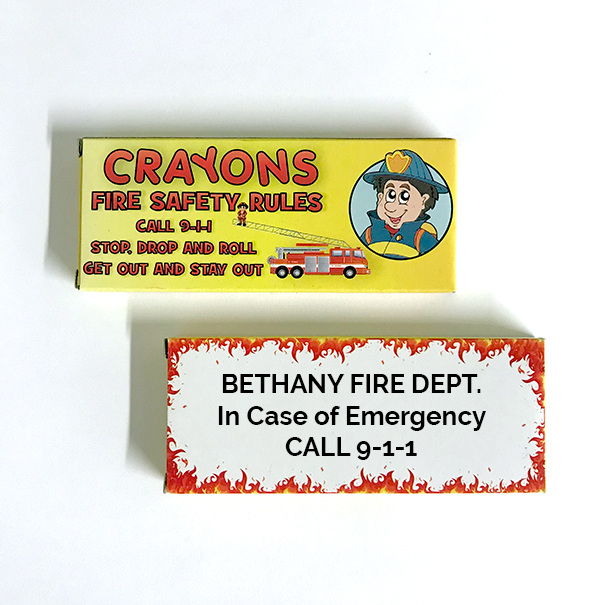 CRAYONS
FIRE SAFETY RULES
CALL 9-1-1
STOP, DROP AND ROLL
GET OUT AND STAY OUT
BETHANY FIRE DEPT.
In Case of Emergency
CALL 9-1-1